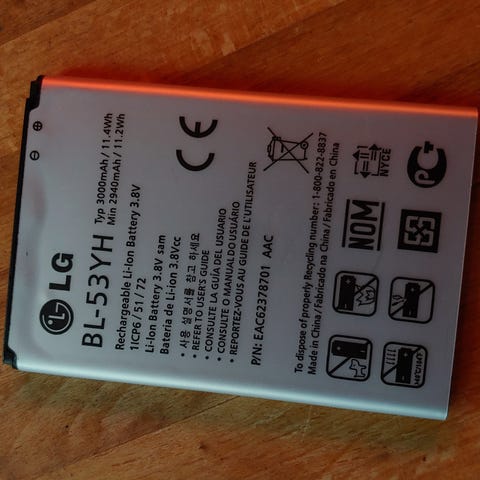 LG
BL-53YH
Typ 3000mAh / 11.4Wh
Min 2940mAh / 11.2Wh
Rechargeable Li-Ion Battery 3.8V
1ICP6 / 51 / 72
Li-Ion Battery 3.8V sam
Bateria de Li-ion 3.8Vcc
• 사용 설명서를 참고 하세요
• REFER TO USER'S GUIDE
• CONSULTE LA GUÍA DEL USUARIO
• CONSULTE O MANUAL DO USUÁRIO
• REPORTEZ-VOUS AU GUIDE DE L'UTILISATEUR
P/N: EAC62378701 AAC
To dispose of properly Recycling number: 1-800-822-8837
Made in China / Fabricado na China / Fabricado en China
CE
NYCE
NOM